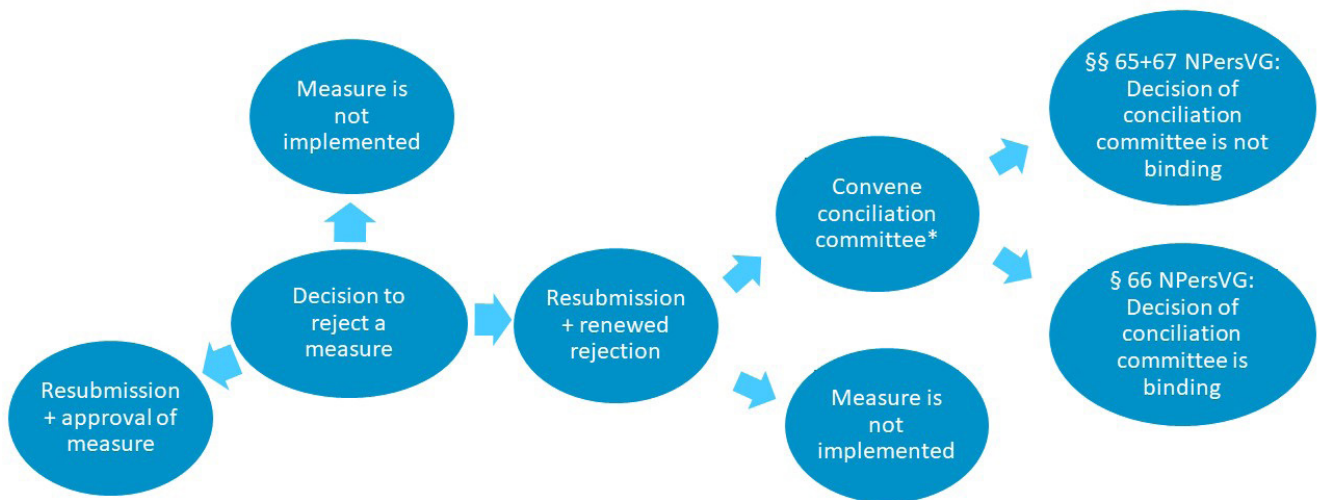 Measure is
not
implemented
Decision to
reject a
measure
Resubmission
+ approval of
measure
Resubmission
+ renewed
rejection
Convene
conciliation
committee*
Measure is
not
implemented
§§ 65+67 NPersVG:
Decision of
conciliation
committee is not
binding
§ 66 NPersVG:
Decision of
conciliation
committee is
binding